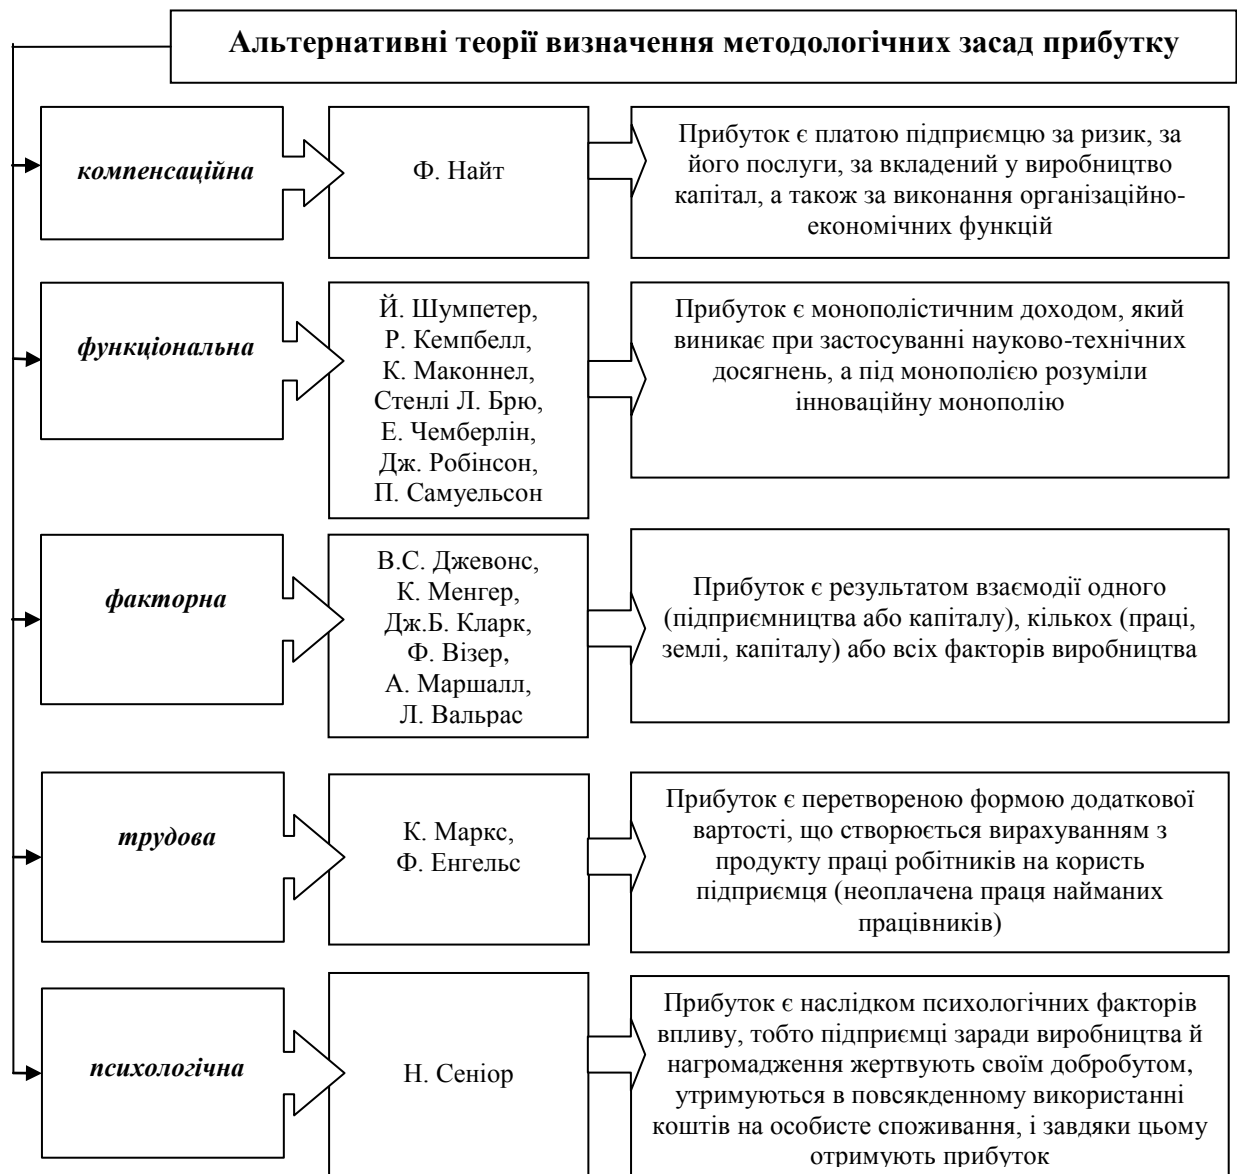 Альтернативні теорії визначення методологічних засад прибутку
компенсаційна
Ф. Найт
Прибуток є платою підприємцю за ризик, за
його послуги, за вкладений у виробництво
капітал, а також за виконання організаційно-
економічних функцій
функціональна
Й. Шумпетер,
Р. Кемпбелл,
К. Маконнел,
Стенлі Л. Брю,
Е. Чемберлін,
Дж. Робінсон,
П. Самуельсон
Прибуток є монополістичним доходом, який
виникає при застосуванні науково-технічних
досягнень, а під монополією розуміли
інноваційну монополію
факторна
В.С. Джевонс,
К. Менгер,
Дж.Б. Кларк,
Ф. Візер,
А. Маршалл,
Л. Вальрас
Прибуток є результатом взаємодії одного
(підприємництва або капіталу), кількох (праці,
землі, капіталу) або всіх факторів виробництва
трудова
К. Маркс,
Ф. Енгельс
Прибуток є перетвореною формою додаткової
вартості, що створюється вирахуванням з
продукту праці робітників на користь
підприємця (неоплачена праця найманих
працівників)
психологічна
Н. Сеніор
Прибуток є наслідком психологічних факторів
впливу, тобто підприємці заради виробництва й
нагромадження жертвують своїм добробутом,
утримуються в повсякденному використанні
коштів на особисте споживання, і завдяки цьому
отримують прибуток